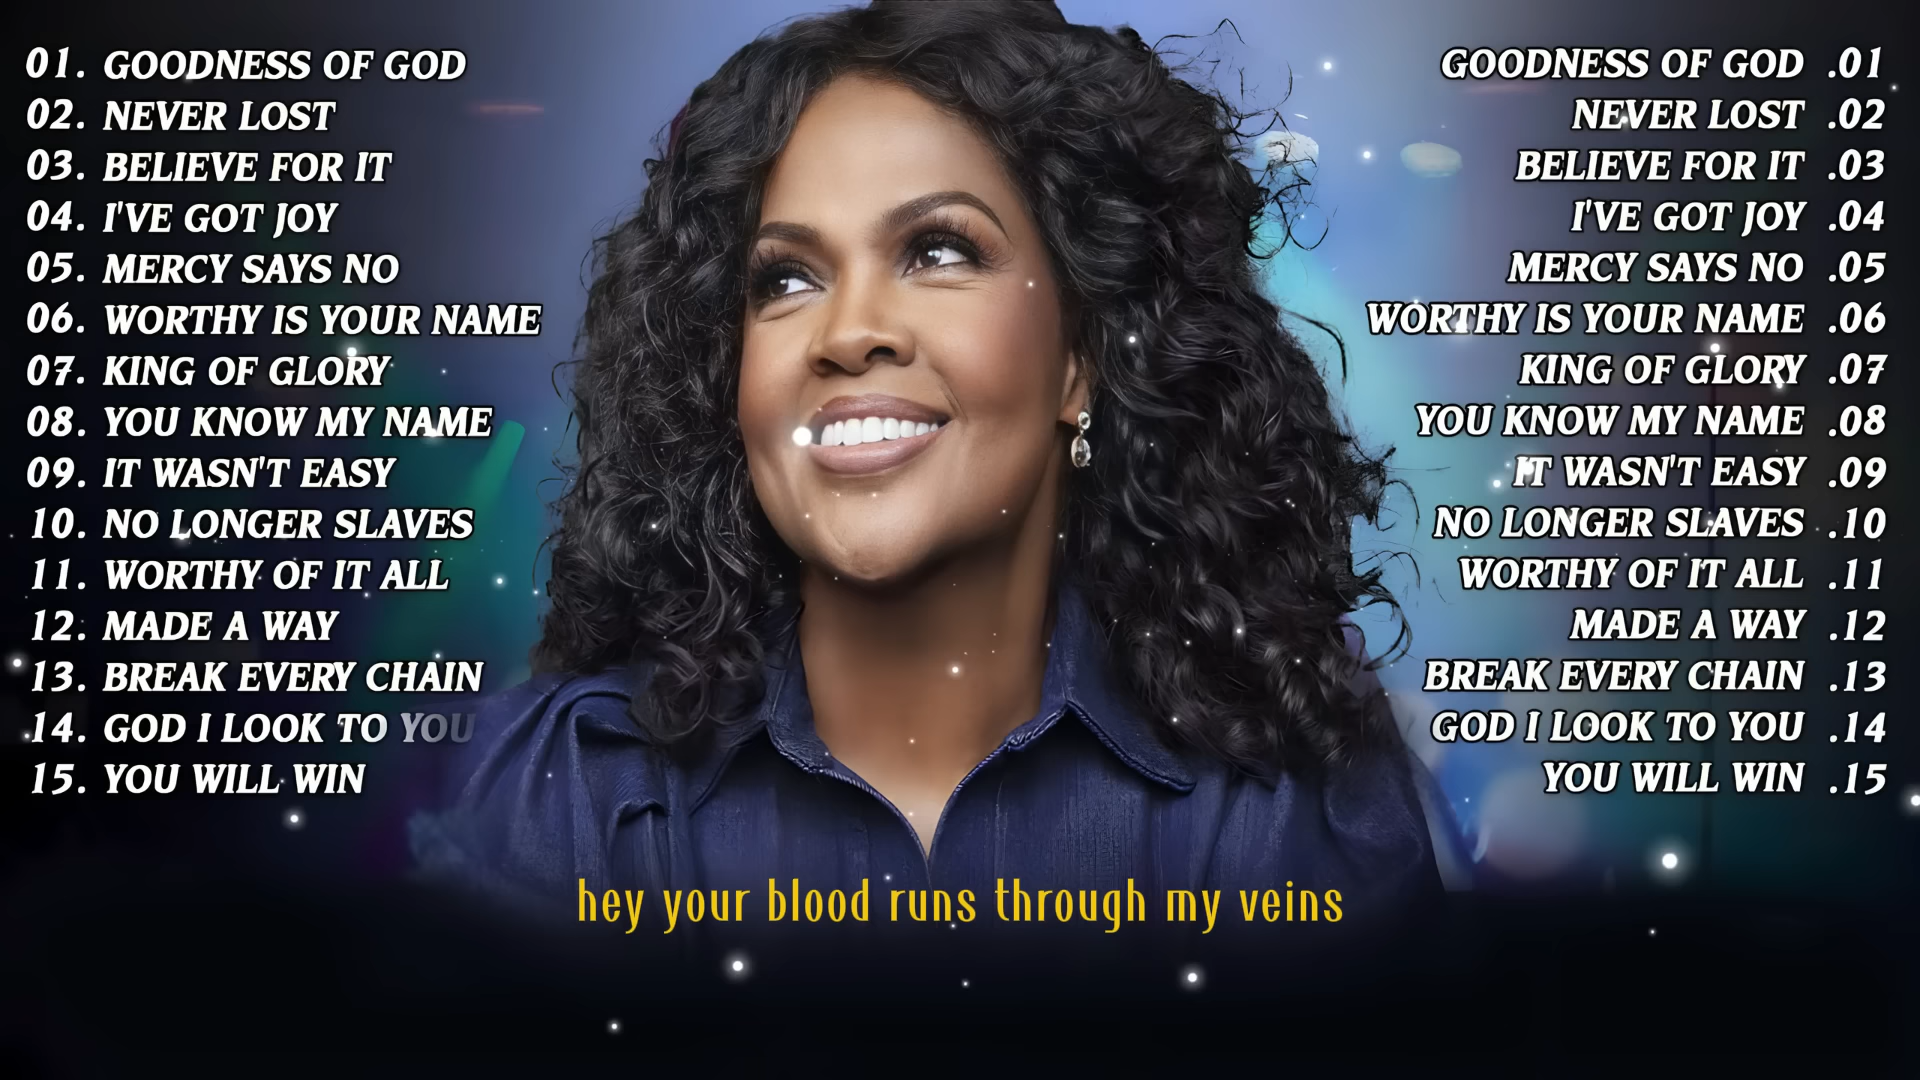 01. GOODNESS OF GOD
02. NEVER LOST
03. BELIEVE FOR IT
04. I'VE GOT JOY
05. MERCY SAYS NO
06. WORTHY IS YOUR NAME
07. KING OF GLORY
08. YOU KNOW MY NAME
09. IT WASN'T EASY
10. NO LONGER SLAVES
11. WORTHY OF IT ALL
12. MADE A WAY
13. BREAK EVERY CHAIN
14. GOD I LOOK TO YOU
15. YOU WILL WIN
GOODNESS OF GOD .01
NEVER LOST .02
BELIEVE FOR IT .03
I'VE GOT JOY .04
MERCY SAYS NO .05
WORTHY IS YOUR NAME .06
KING OF GLORY .07
YOU KNOW MY NAME .08
IT WASN'T EASY .09
NO LONGER SLAVES .10
WORTHY OF IT ALL .11
MADE A WAY .12
BREAK EVERY CHAIN .13
GOD I LOOK TO YOU .14
YOU WILL WIN .15
hey your blood runs through my veins